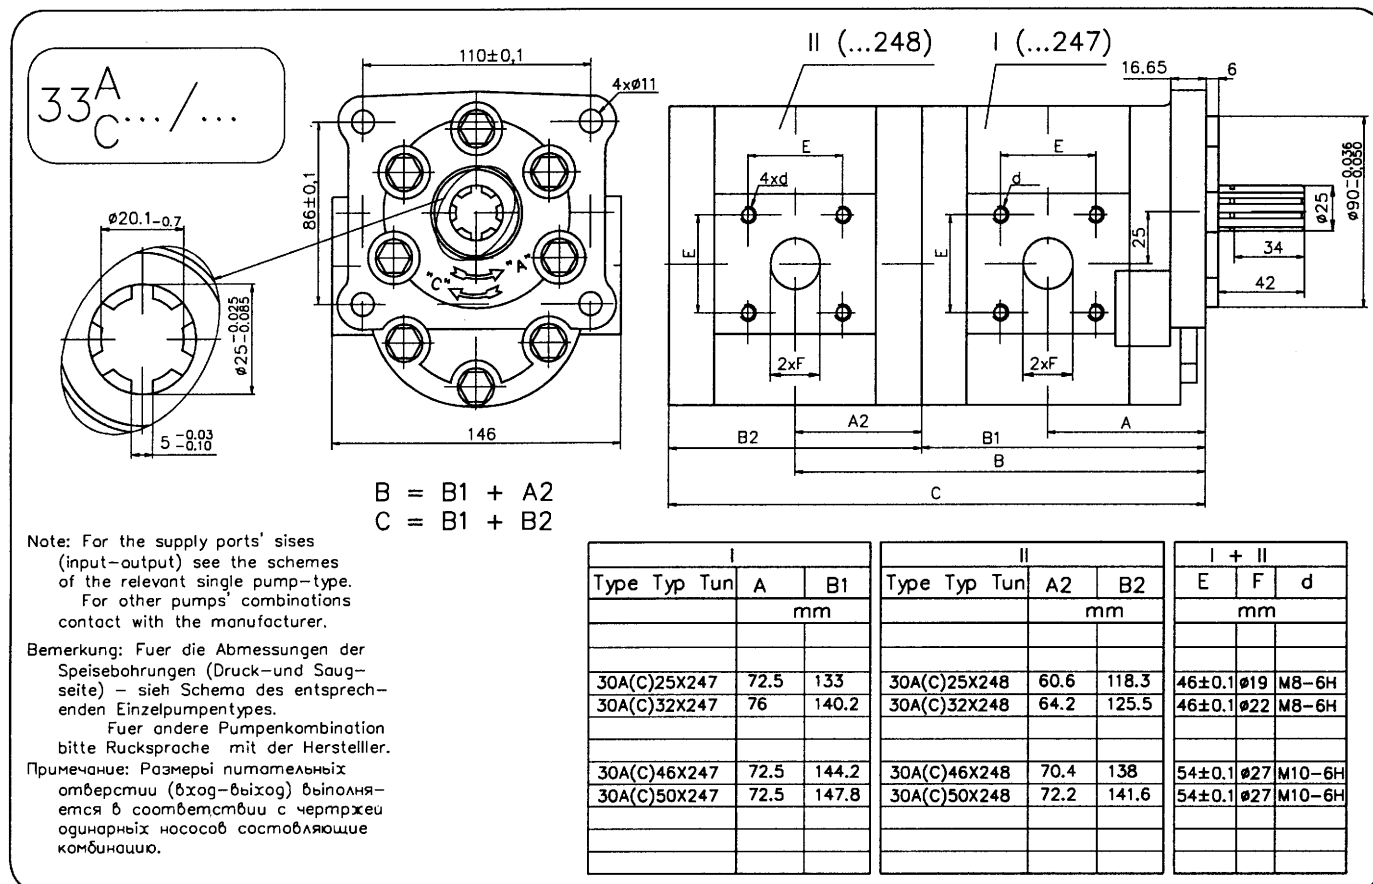 33 A C ... / ...
110±0,1
4xø11
86±0,1
ø20.1-0.7
ø25-0.025 -0.085
5 -0.03 -0.10
"C" "A"
146
II (...248)
I (...247)
16.65
6
E
E
4xd
d
E
E
25
34
42
ø25
ø90-0.036 -0.050
2xF
2xF
A2
A
B2
B1
B
C
B = B1 + A2
C = B1 + B2
Note: For the supply ports' sises
(input-output) see the schemes
of the relevant single pump-type.
For other pumps' combinations
contact with the manufacturer.
Bemerkung: Fuer die Abmessungen der
Speisebohrungen (Druck-und Saug-
seite) - sieh Schema des entsprech-
enden Einzelpumpentypes.
Fuer andere Pumpenkombination
bitte Rucksprache mit der Herstelller.
Примечание: Размеры питательных
отверстии (вход-выход) выполня-
ется в соответствии с чертржеи
одинарных нососов состовляющие
комбинацию.
I
Type Typ Tun A B1
mm
30A(C)25X247 72.5 133
30A(C)32X247 76 140.2
30A(C)46X247 72.5 144.2
30A(C)50X247 72.5 147.8
II
Type Typ Tun A2 B2
mm
30A(C)25X248 60.6 118.3
30A(C)32X248 64.2 125.5
30A(C)46X248 70.4 138
30A(C)50X248 72.2 141.6
I + II
E F d
mm
46±0.1 ø19 M8-6H
46±0.1 ø22 M8-6H
54±0.1 ø27 M10-6H
54±0.1 ø27 M10-6H